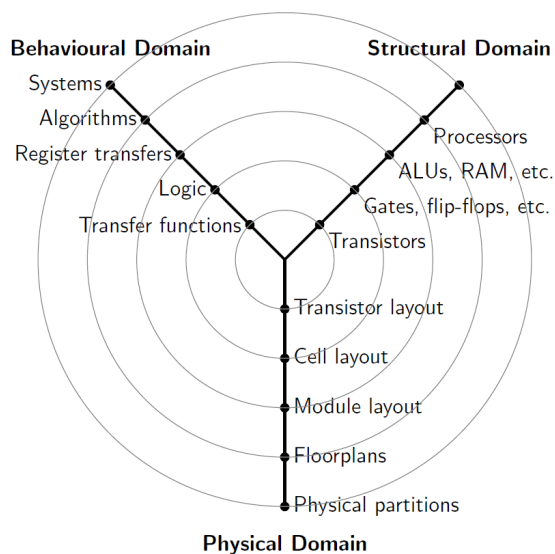 Behavioural Domain
Structural Domain
Systems
Algorithms
Register transfers
Logic
Transfer functions
Processors
ALUs, RAM, etc.
Gates, flip-flops, etc.
Transistors
Transistor layout
Cell layout
Module layout
Floorplans
Physical partitions
Physical Domain